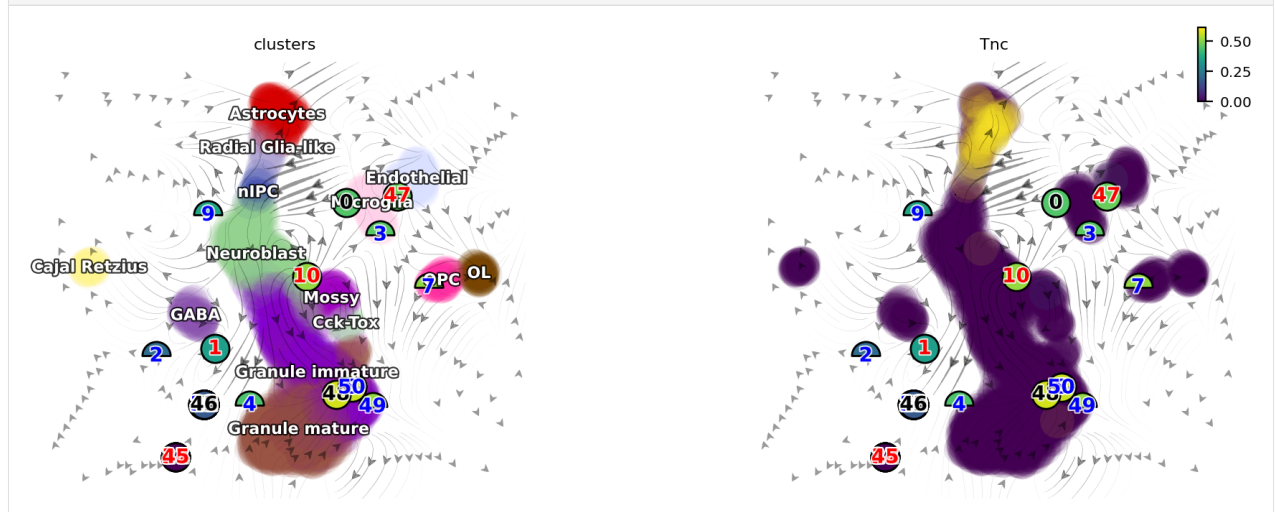 clusters
Astrocytes
Radial Glia-like
nIPC
Endothelial
Microglia
0
47
9
3
Neuroblast
Cajal Retzius
10
OPC
7
OL
Mossy
GABA
Cck-Tox
1
2
Granule immature
50
48
49
46
4
Granule mature
45
Tnc
0.50
0.25
0.00
0
47
9
3
10
7
1
2
50
48
49
46
4
45